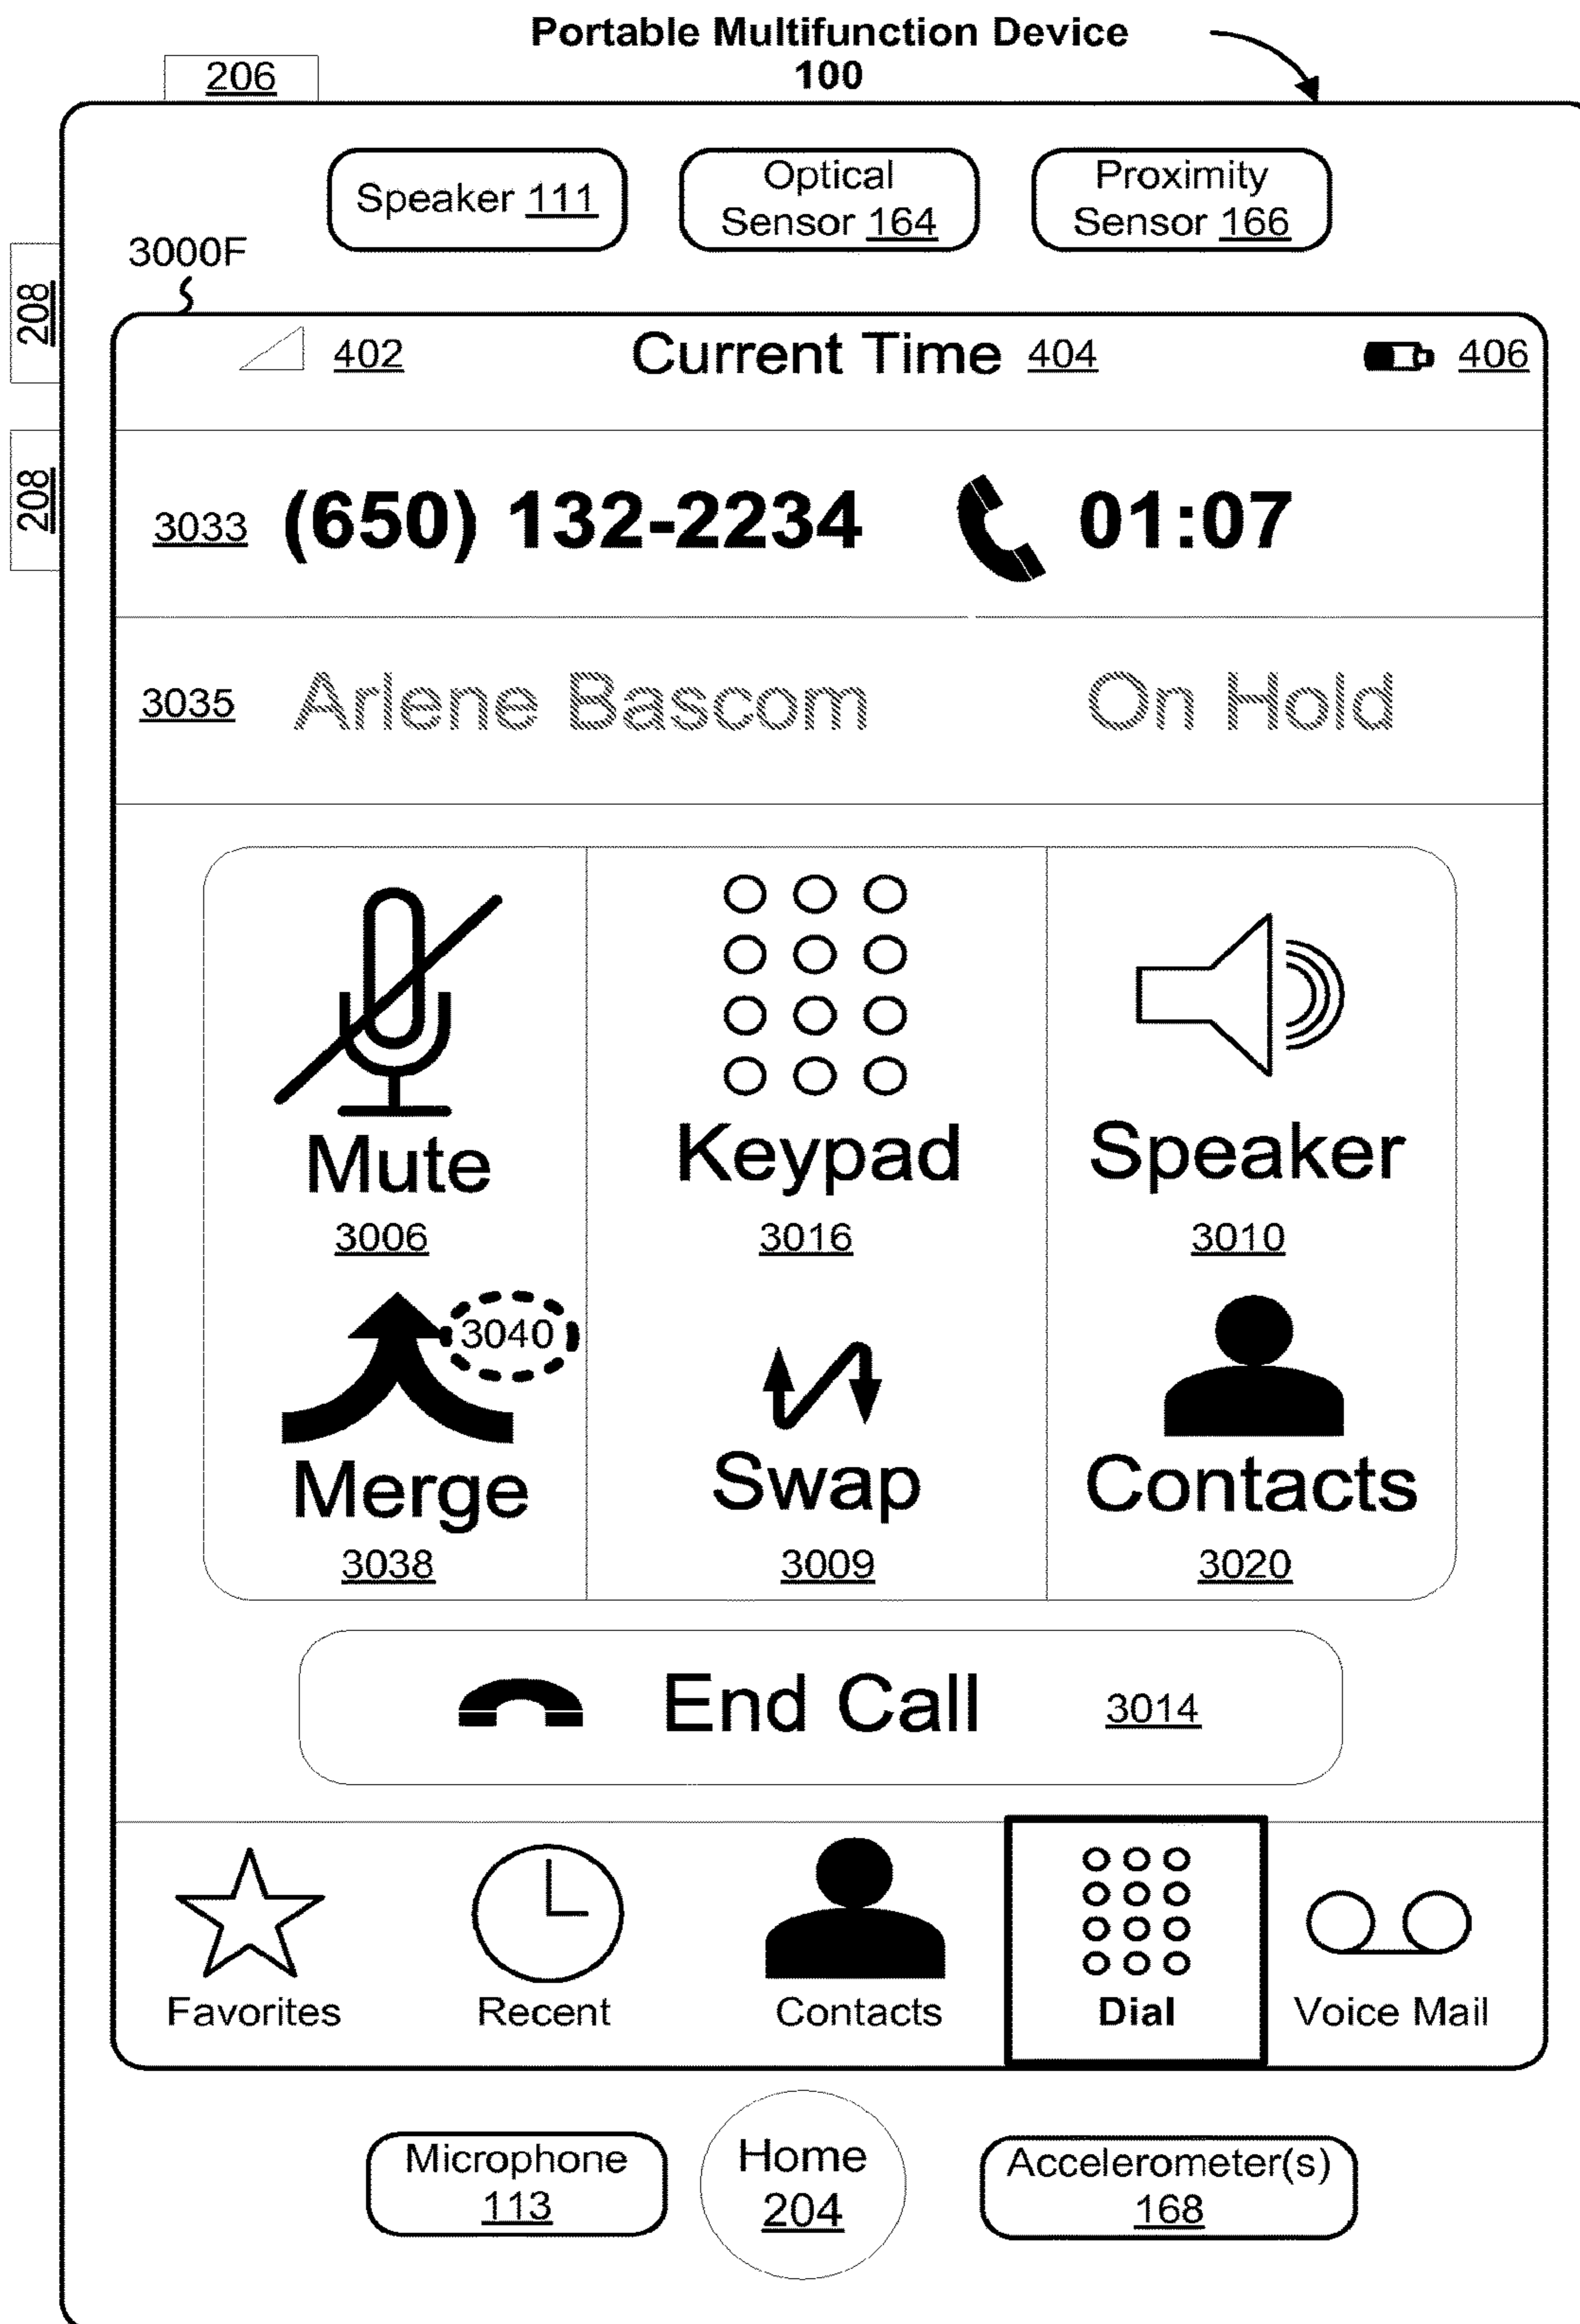 Portable Multifunction Device
100
206
Speaker 111
Optical
Sensor 164
Proximity
Sensor 166
3000F
208
402 Current Time 404 406
208
3033 (650) 132-2234 01:07
3035 Arlene Bascom On Hold
Mute Keypad Speaker
3006 3016 3010
3040
Merge Swap Contacts
3038 3009 3020
End Call 3014
Favorites Recent Contacts Dial Voice Mail
Microphone
113
Home
204
Accelerometer(s)
168